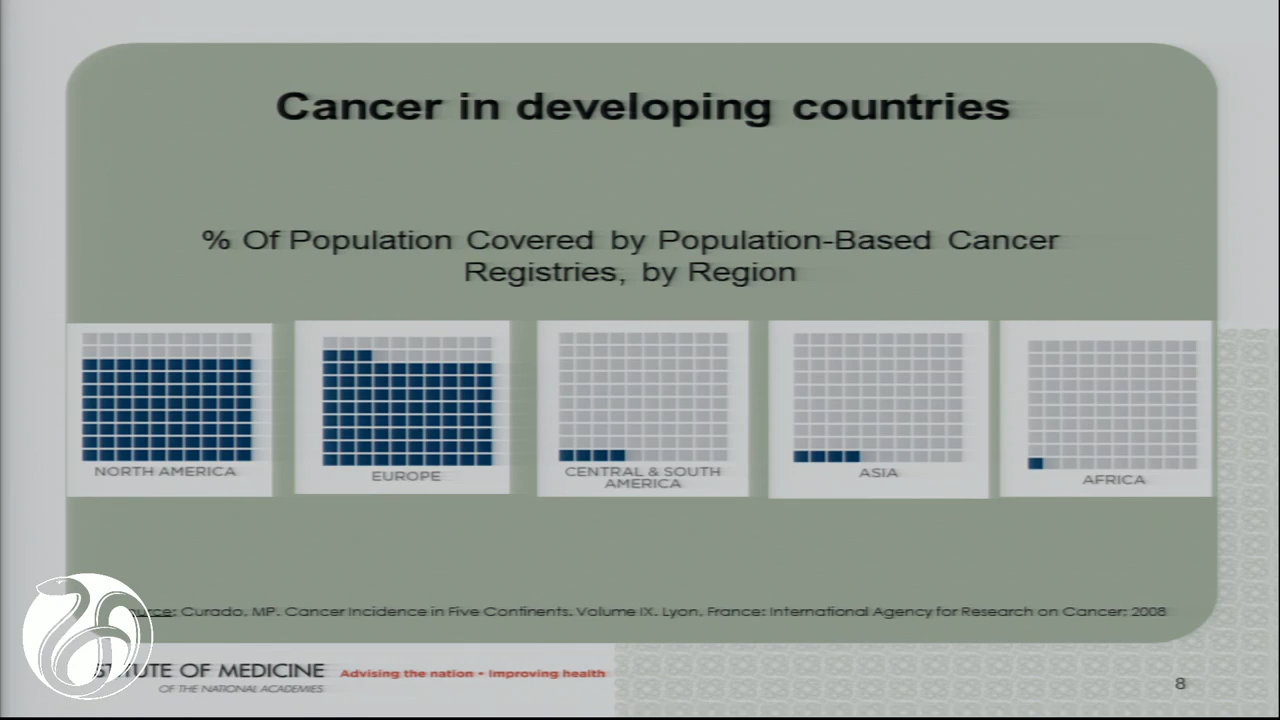 Cancer in developing countries
% Of Population Covered by Population-Based Cancer
Registries, by Region
NORTH AMERICA
EUROPE
CENTRAL & SOUTH
AMERICA
ASIA
AFRICA
Curado, MP. Cancer Incidence in Five Continents. Volume IX. Lyon, France: International Agency for Research on Cancer; 2008
OF MEDICINE
Advising the nation • Improving health
OF THE NATIONAL ACADEMIES
8